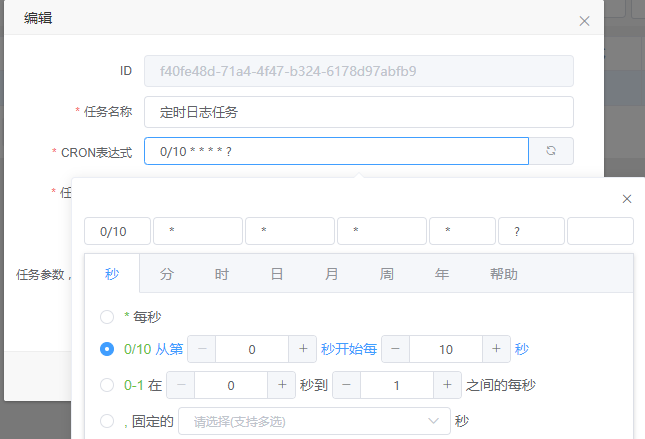 编辑
ID f40fe48d-71a4-4f47-b324-6178d97abfb9
* 任务名称 定时日志任务
* CRON表达式 0/10 * * * * ?
* 任
0/10 * * * * ?
任务参数，
秒 分 时 日 月 周 年 帮助
* 每秒
0/10 从第 − 0 + 秒开始每 − 10 + 秒
0-1 在 − 0 + 秒到 − 1 + 之间的每秒
, 固定的 请选择(支持多选) 秒